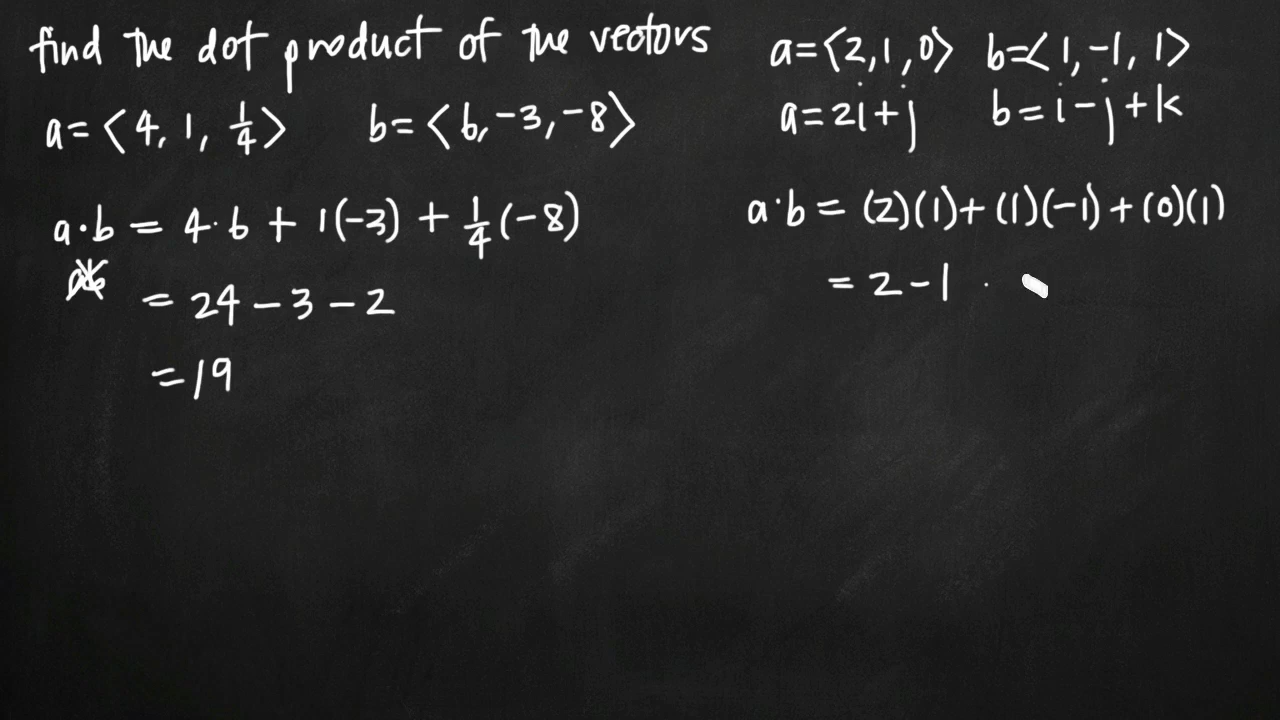 find the dot product of the vectors
a=⟨4, 1, 1/4⟩ b=⟨6,-3,-8⟩
a·b = 4·6 + 1(-3) + 1/4(-8)
= 24 - 3 - 2
= 19
a=⟨2,1,0⟩ b=⟨1,-1,1⟩
a=2i+j b=i-j+k
a·b = (2)(1)+(1)(-1)+(0)(1)
= 2-1